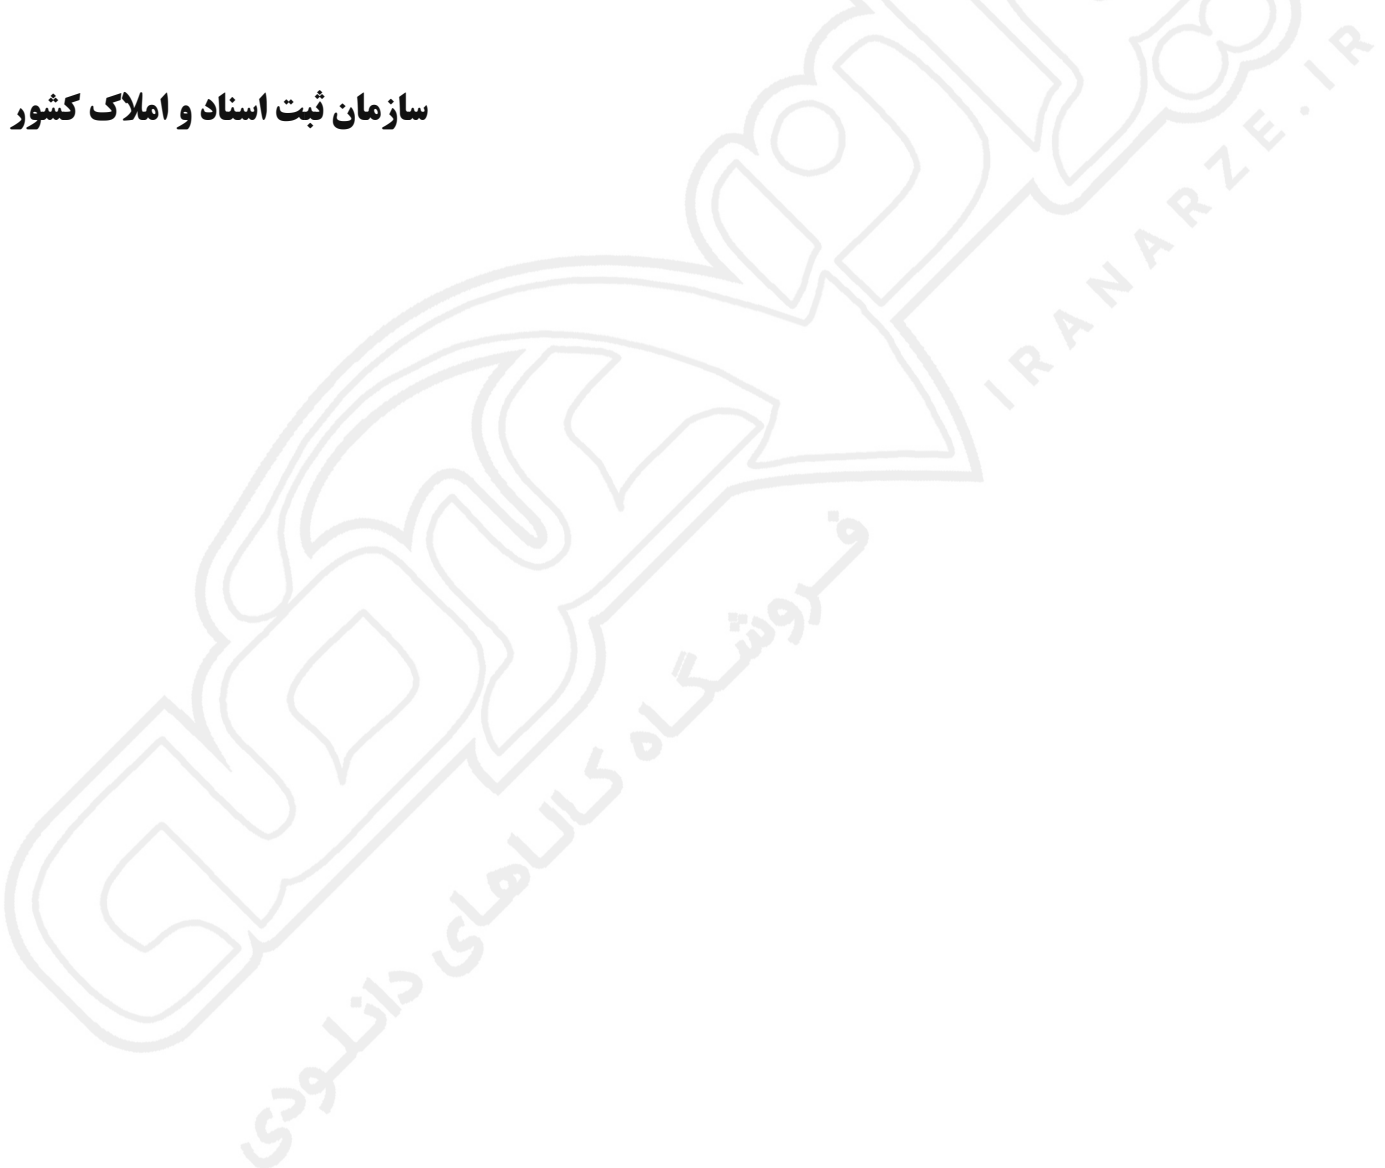 سازمان ثبت اسناد و املاک کشور
IRANARZE.IR
فروشگاه کالاهای دانلودی